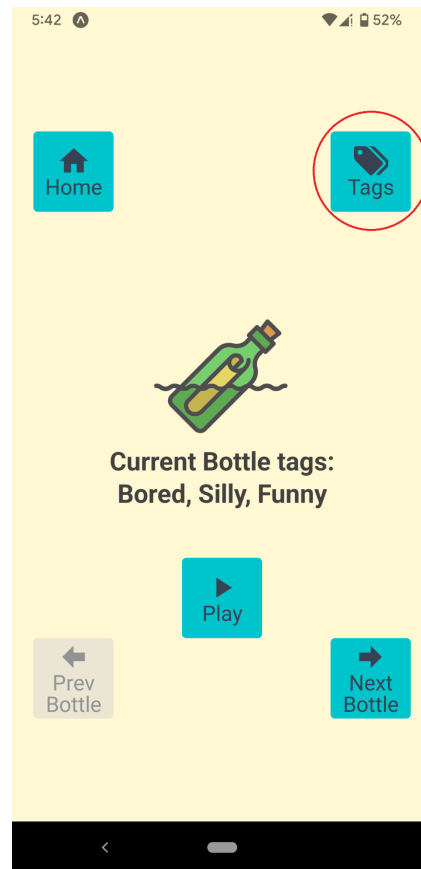 5:42
52%
Home
Tags
Current Bottle tags:
Bored, Silly, Funny
Play
Prev
Bottle
Next
Bottle